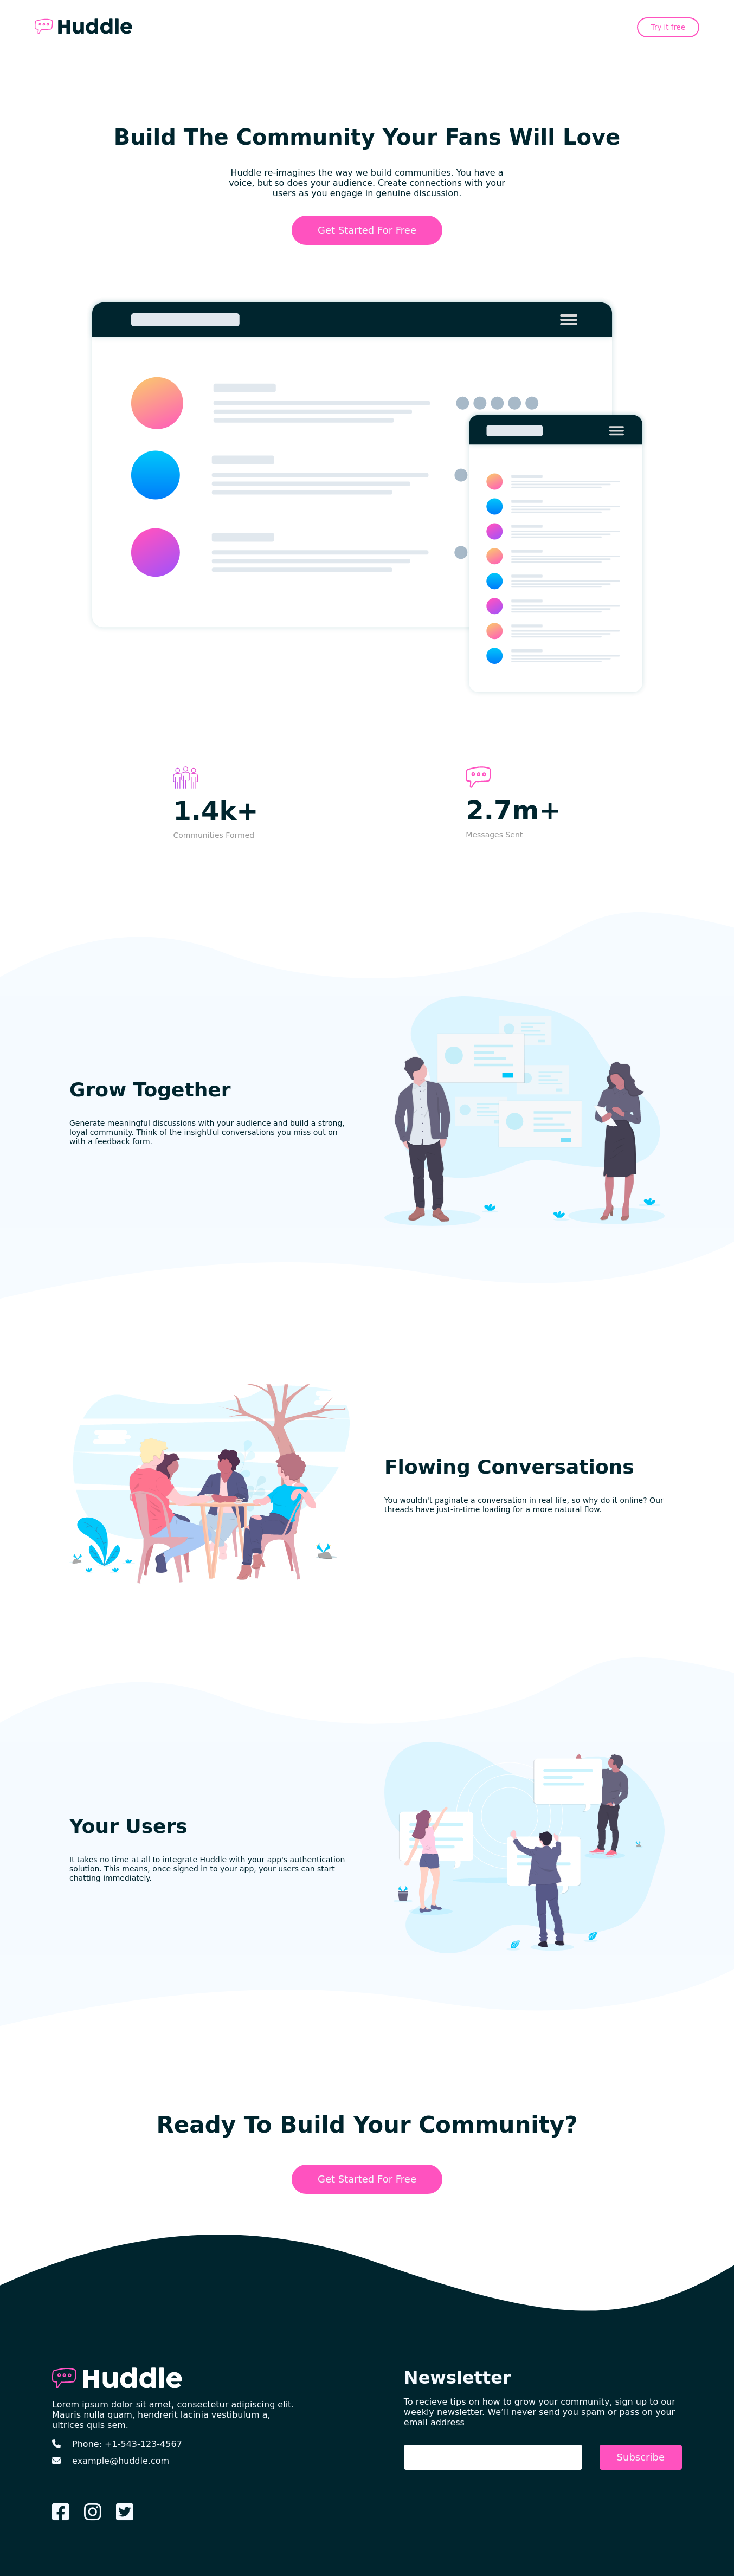 Huddle
Try it free
Build The Community Your Fans Will Love
Huddle re-imagines the way we build communities. You have a
voice, but so does your audience. Create connections with your
users as you engage in genuine discussion.
Get Started For Free
1.4k+
Communities Formed
2.7m+
Messages Sent
Grow Together
Generate meaningful discussions with your audience and build a strong,
loyal community. Think of the insightful conversations you miss out on
with a feedback form.
Flowing Conversations
You wouldn't paginate a conversation in real life, so why do it online? Our
threads have just-in-time loading for a more natural flow.
Your Users
It takes no time at all to integrate Huddle with your app's authentication
solution. This means, once signed in to your app, your users can start
chatting immediately.
Ready To Build Your Community?
Get Started For Free
Huddle
Lorem ipsum dolor sit amet, consectetur adipiscing elit.
Mauris nulla quam, hendrerit lacinia vestibulum a,
ultrices quis sem.
Phone: +1-543-123-4567
example@huddle.com
Newsletter
To recieve tips on how to grow your community, sign up to our
weekly newsletter. We’ll never send you spam or pass on your
email address
Subscribe